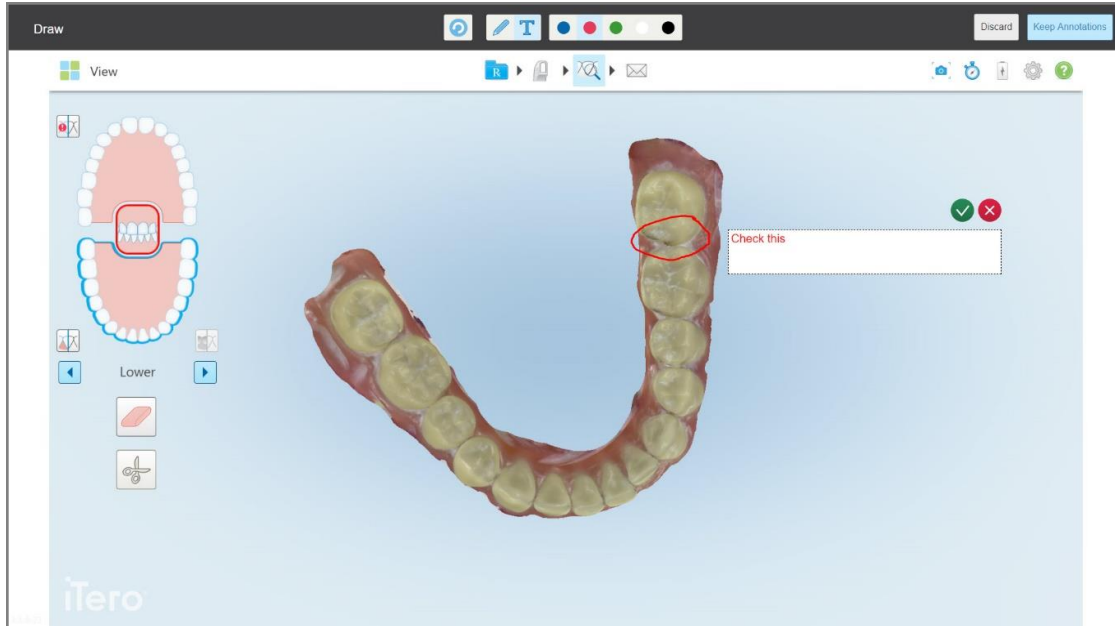 Draw
T
Discard
Keep Annotations
View
R
Check this
Lower
iTero